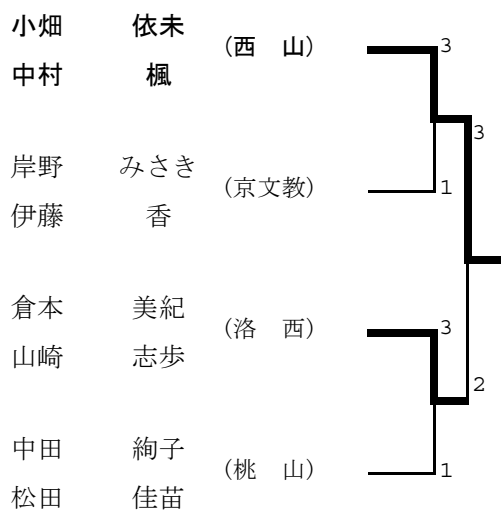 小畑 依未
中村 楓
(西 山)
3
3
岸野 みさき
伊藤 香
(京文教)
1
倉本 美紀
山崎 志歩
(洛 西)
3
2
中田 絢子
松田 佳苗
(桃 山)
1